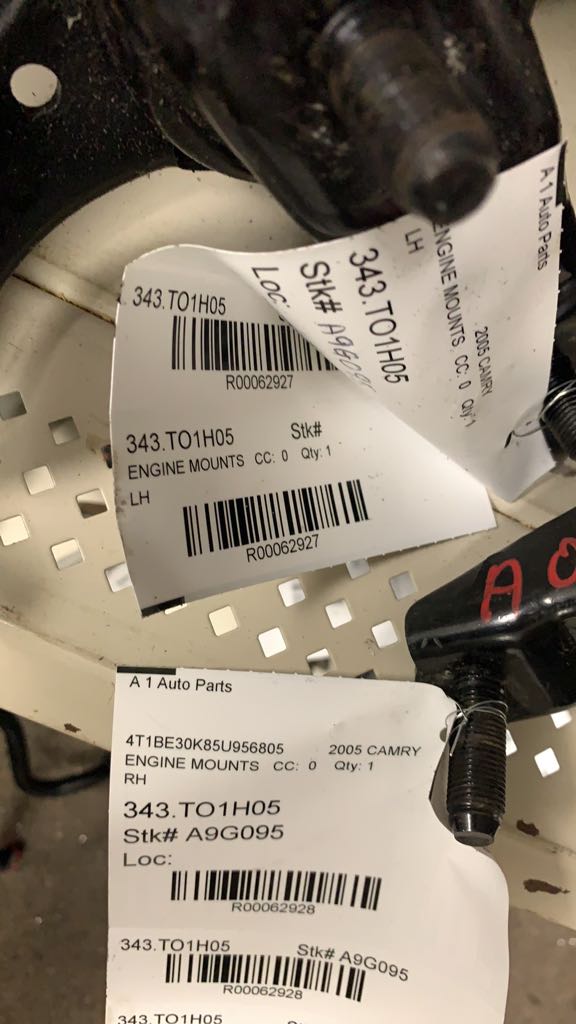 A 1 Auto Parts
2005 CAMRY
ENGINE MOUNTS CC: 0 Qty: 1
LH
343.TO1H05
Stk# A9G09
Loc:
343.TO1H05
R00062927
343.TO1H05 Stk#
ENGINE MOUNTS CC: 0 Qty: 1
LH
R00062927
A 0
A 1 Auto Parts
4T1BE30K85U956805 2005 CAMRY
ENGINE MOUNTS CC: 0 Qty: 1
RH
343.TO1H05
Stk# A9G095
Loc:
R00062928
343.TO1H05 Stk# A9G095
R00062928
343.TO1H05